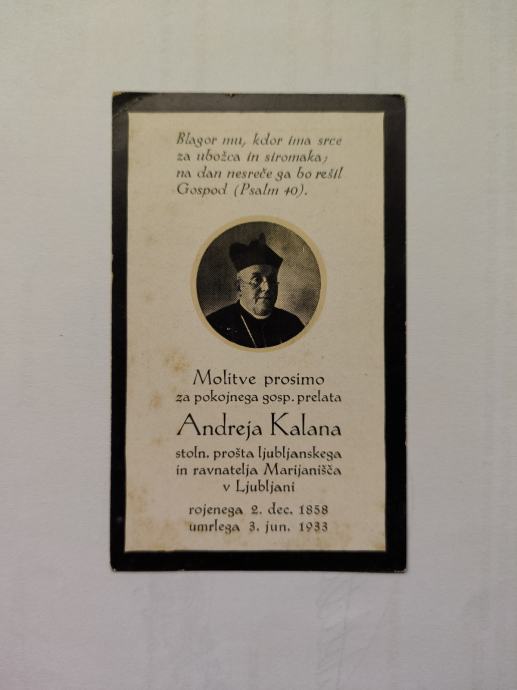 Blagor mu, kdor ima srce
za ubožca in siromaka;
na dan nesreče ga bo rešil
Gospod (Psalm 40).
Molitve prosimo
za pokojnega gosp. prelata
Andreja Kalana
stoln. prošta ljubljanskega
in ravnatelja Marijanišča
v Ljubljani
rojenega 2. dec. 1858
umrlega 3. jun. 1933